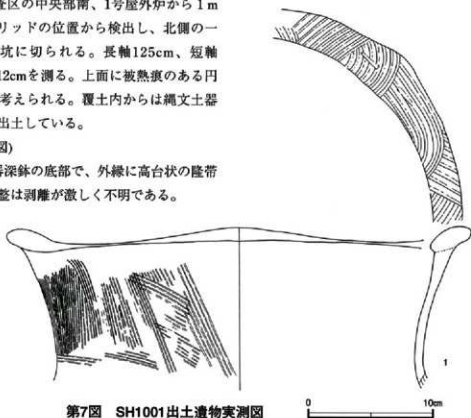 査区の中央部南、1号屋外炉から1m
リッドの位置から検出し、北側の一
坑に切られる。長軸125cm、短軸
12cmを測る。上面に被熱痕のある円
考えられる。覆土内からは縄文土器
出土している。
図)
深鉢の底部で、外縁に高台状の隆帯
整は剥離が激しく不明である。
1
第7図 SH1001出土遺物実測図
0 10cm